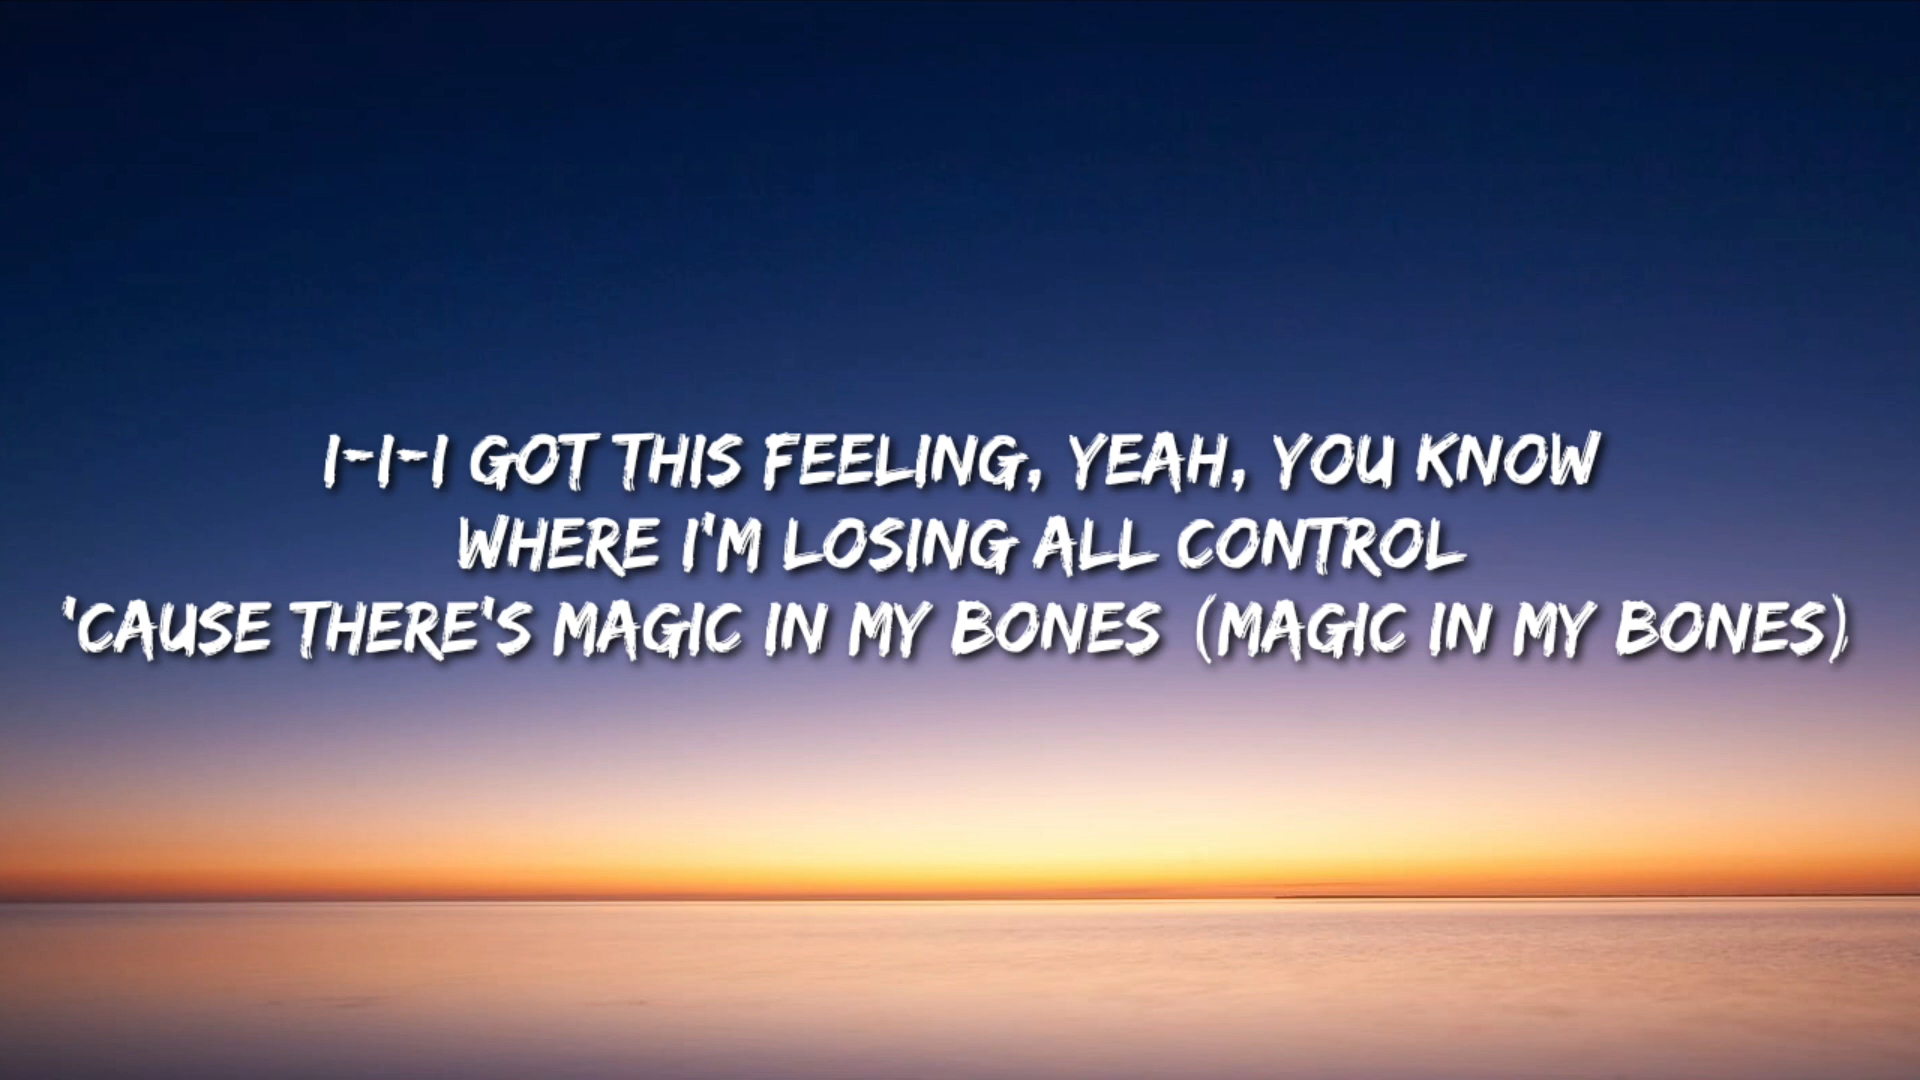 I-I-I GOT THIS FEELING, YEAH, YOU KNOW
WHERE I'M LOSING ALL CONTROL
'CAUSE THERE'S MAGIC IN MY BONES (MAGIC IN MY BONES)